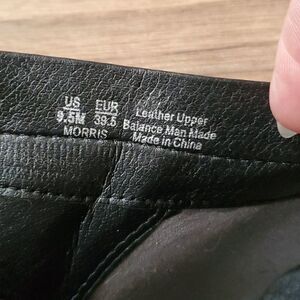 US EUR
9.5M 39.5
MORRIS
Leather Upper
Balance Man Made
Made in China